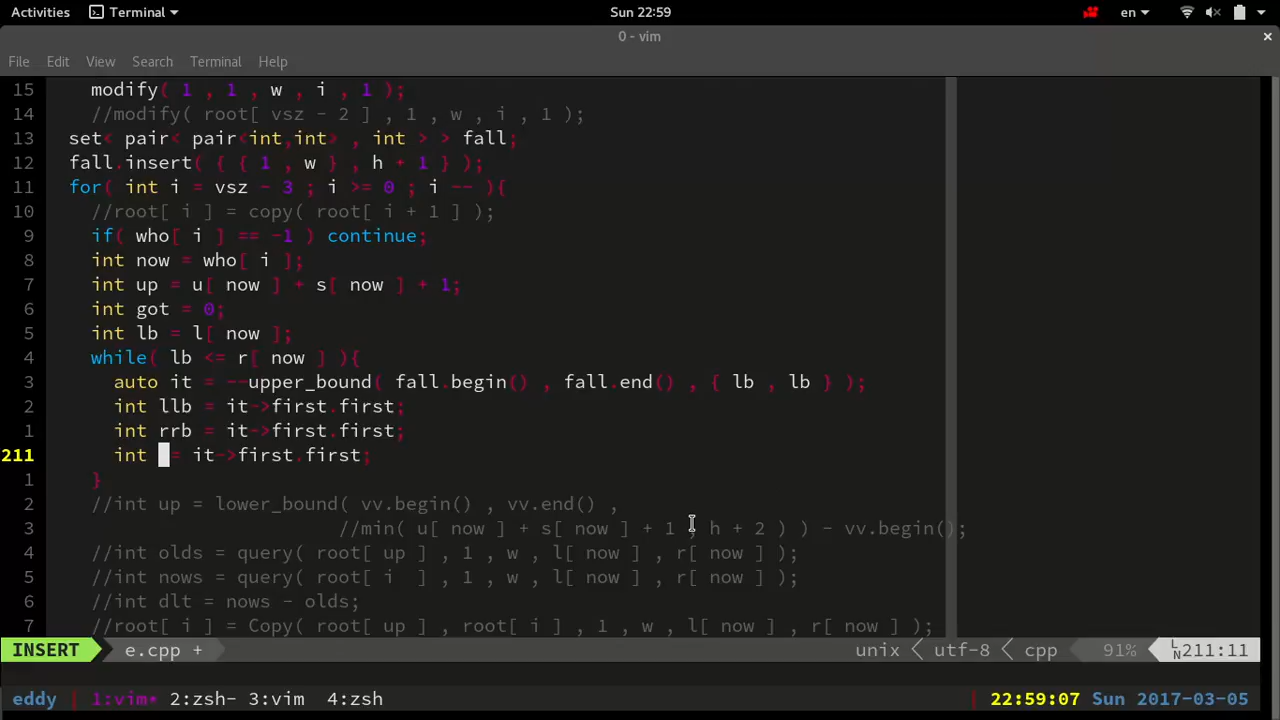 Activities Terminal Sun 22:59 en
0 - vim ×
File Edit View Search Terminal Help
15 modify( 1 , 1 , w , i , 1 );
14 //modify( root[ vsz - 2 ] , 1 , w , i , 1 );
13 set< pair< pair<int,int> , int > > fall;
12 fall.insert( { { 1 , w } , h + 1 } );
11 for( int i = vsz - 3 ; i >= 0 ; i -- ){
10 //root[ i ] = copy( root[ i + 1 ] );
9 if( who[ i ] == -1 ) continue;
8 int now = who[ i ];
7 int up = u[ now ] + s[ now ] + 1;
6 int got = 0;
5 int lb = l[ now ];
4 while( lb <= r[ now ] ){
3 auto it = --upper_bound( fall.begin() , fall.end() , { lb , lb } );
2 int llb = it->first.first;
1 int rrb = it->first.first;
211 int = it->first.first;
1 }
2 //int up = lower_bound( vv.begin() , vv.end() ,
3 //min( u[ now ] + s[ now ] + 1 , h + 2 ) ) - vv.begin();
4 //int olds = query( root[ up ] , 1 , w , l[ now ] , r[ now ] );
5 //int nows = query( root[ i  ] , 1 , w , l[ now ] , r[ now ] );
6 //int dlt = nows - olds;
7 //root[ i ] = Copy( root[ up ] , root[ i ] , 1 , w , l[ now ] , r[ now ] );
INSERT e.cpp + unix utf-8 cpp 91% LN 211:11
eddy 1:vim* 2:zsh- 3:vim 4:zsh 22:59:07 Sun 2017-03-05